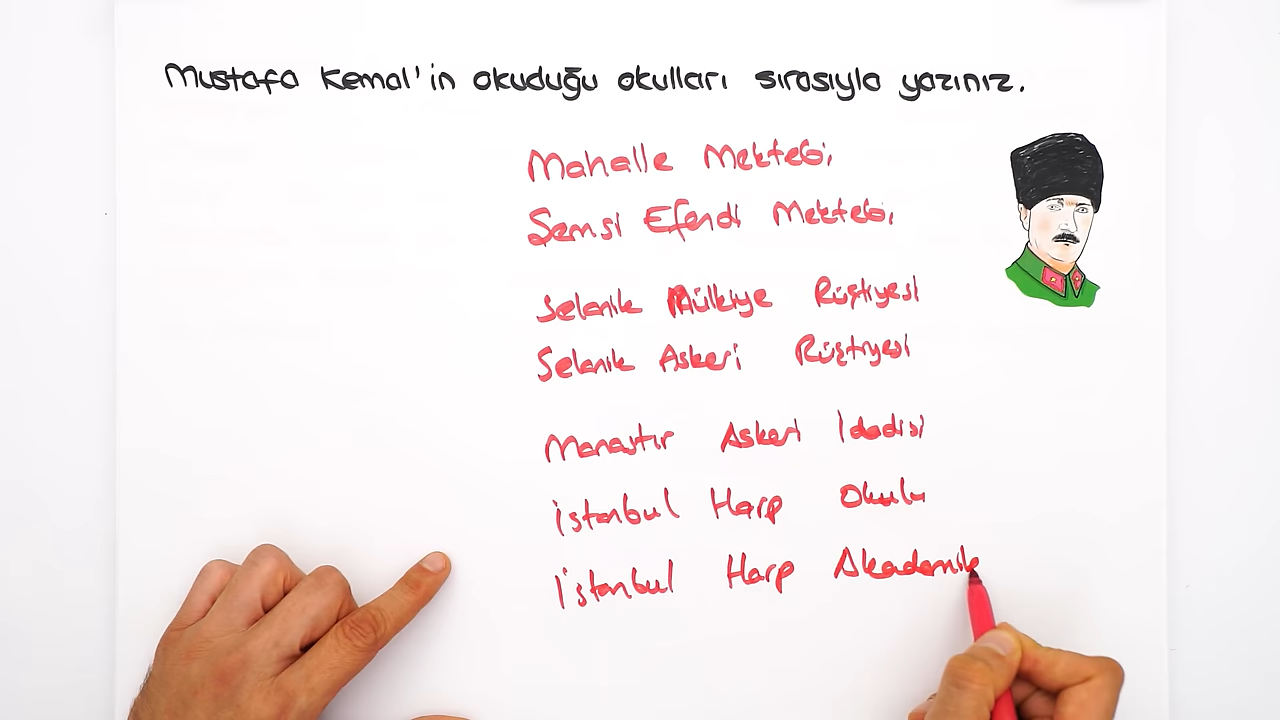 Mustafa Kemal'in okuduğu okulları sırasıyla yazınız.
Mahalle Mektebi
Şemsi Efendi Mektebi
Selanik Mülkiye Rüştiyesi
Selanik Askeri Rüştiyesi
Manastır Askeri İdadisi
İstanbul Harp Okulu
İstanbul Harp Akademik